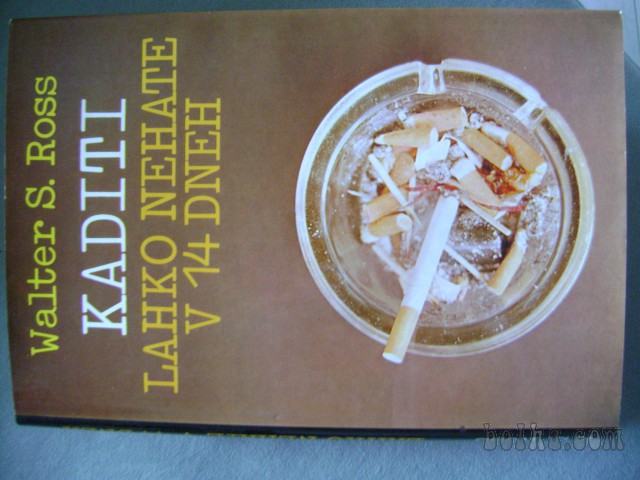 Walter S. Ross
KADITI
LAHKO NEHATE
V 14 DNEH
bolha.com